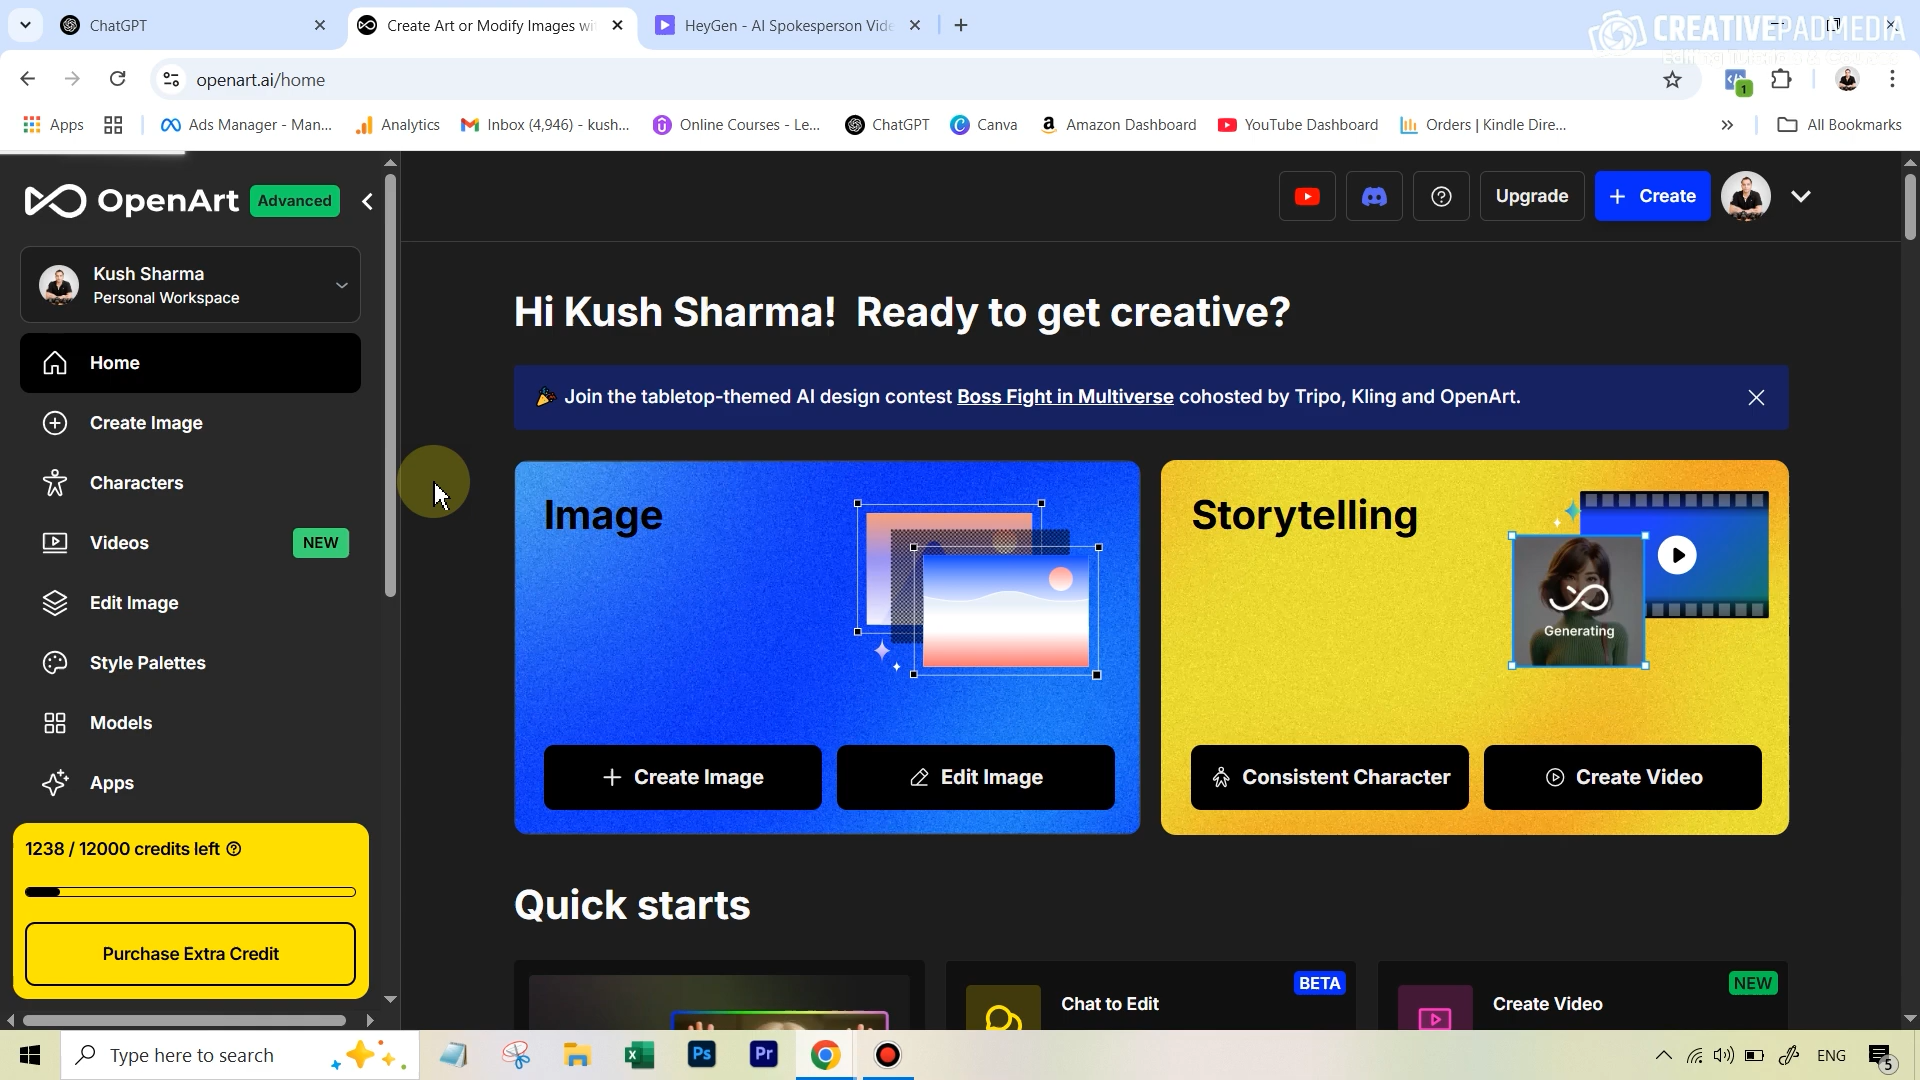 ChatGPT
Create Art or Modify Images wi
HeyGen - AI Spokesperson Vide
CREATIVEPADMEDIA
openart.ai/home
1
Apps
Ads Manager - Man...
Analytics
Inbox (4,946) - kush...
Online Courses - Le...
ChatGPT
Canva
Amazon Dashboard
YouTube Dashboard
Orders | Kindle Dire...
All Bookmarks
OpenArt
Advanced
Upgrade
+ Create
Kush Sharma
Personal Workspace
Home
Create Image
Characters
Videos
NEW
Edit Image
Style Palettes
Models
Apps
1238 / 12000 credits left
Purchase Extra Credit
Hi Kush Sharma! Ready to get creative?
Join the tabletop-themed AI design contest Boss Fight in Multiverse cohosted by Tripo, Kling and OpenArt.
Image
+ Create Image
Edit Image
Storytelling
Generating
Consistent Character
Create Video
Quick starts
BETA
Chat to Edit
NEW
Create Video
Type here to search
Ps
Pr
ENG
5